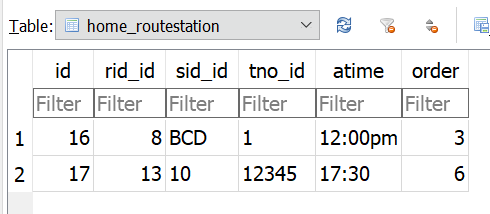 Table: home_routestation
id rid_id sid_id tno_id atime order
Filter Filter Filter Filter Filter Filter
1 16 8 BCD 1 12:00pm 3
2 17 13 10 12345 17:30 6